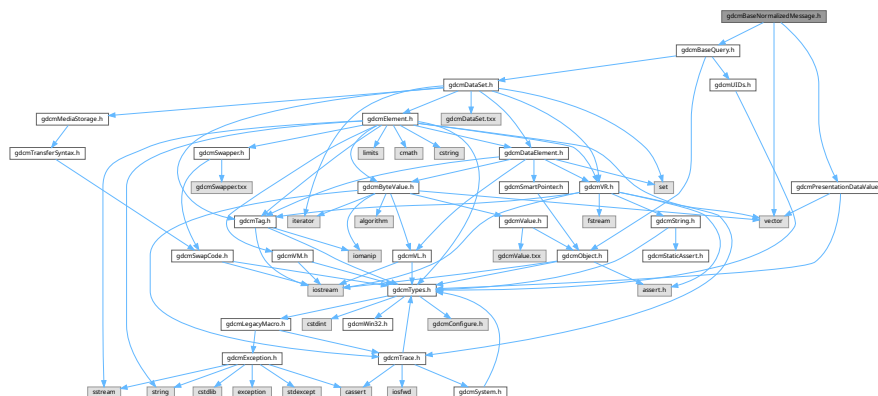 gdcmBaseNormalizedMessage.h
gdcmBaseQuery.h
gdcmDataSet.h
gdcmUIDs.h
gdcmMediaStorage.h
gdcmElement.h
gdcmDataSet.txx
gdcmTransferSyntax.h
gdcmSwapper.h
limits
cmath
cstring
gdcmDataElement.h
gdcmSwapper.txx
gdcmByteValue.h
gdcmSmartPointer.h
gdcmVR.h
set
gdcmPresentationDataValue
gdcmTag.h
iterator
algorithm
gdcmValue.h
fstream
gdcmString.h
vector
gdcmSwapCode.h
gdcmVM.h
iomanip
gdcmVL.h
gdcmValue.txx
gdcmObject.h
gdcmStaticAssert.h
iostream
gdcmTypes.h
assert.h
gdcmLegacyMacro.h
cstdint
gdcmWin32.h
gdcmConfigure.h
gdcmException.h
gdcmTrace.h
sstream
string
cstdlib
exception
stdexcept
cassert
iosfwd
gdcmSystem.h